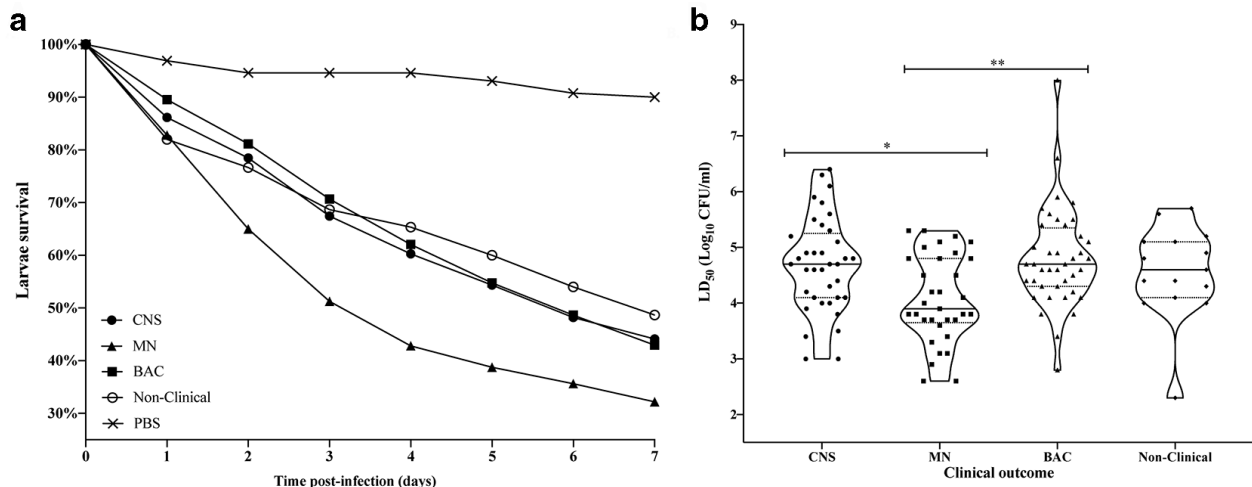 a
100%
90%
80%
70%
60%
50%
40%
30%
Larvae survival
CNS
MN
BAC
Non-Clinical
PBS
0 1 2 3 4 5 6 7
Time post-infection (days)
b
9
8
7
6
5
4
3
2
LD50 (Log10 CFU/ml)
*
**
CNS MN BAC Non-Clinical
Clinical outcome